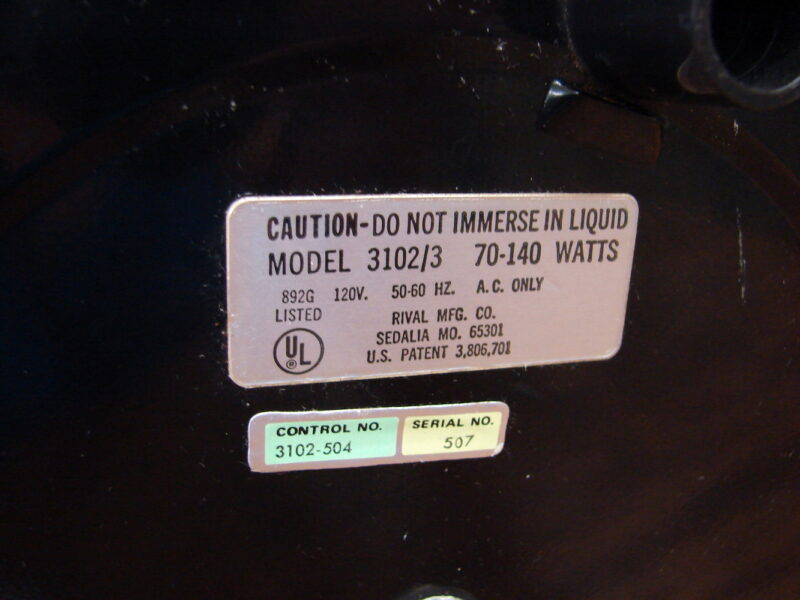 CAUTION-DO NOT IMMERSE IN LIQUID
MODEL 3102/3 70-140 WATTS
892G 120V. 50-60 HZ. A.C. ONLY
LISTED RIVAL MFG. CO.
UL® SEDALIA MO. 65301
U.S. PATENT 3,806,701
CONTROL NO. SERIAL NO.
3102-504 507